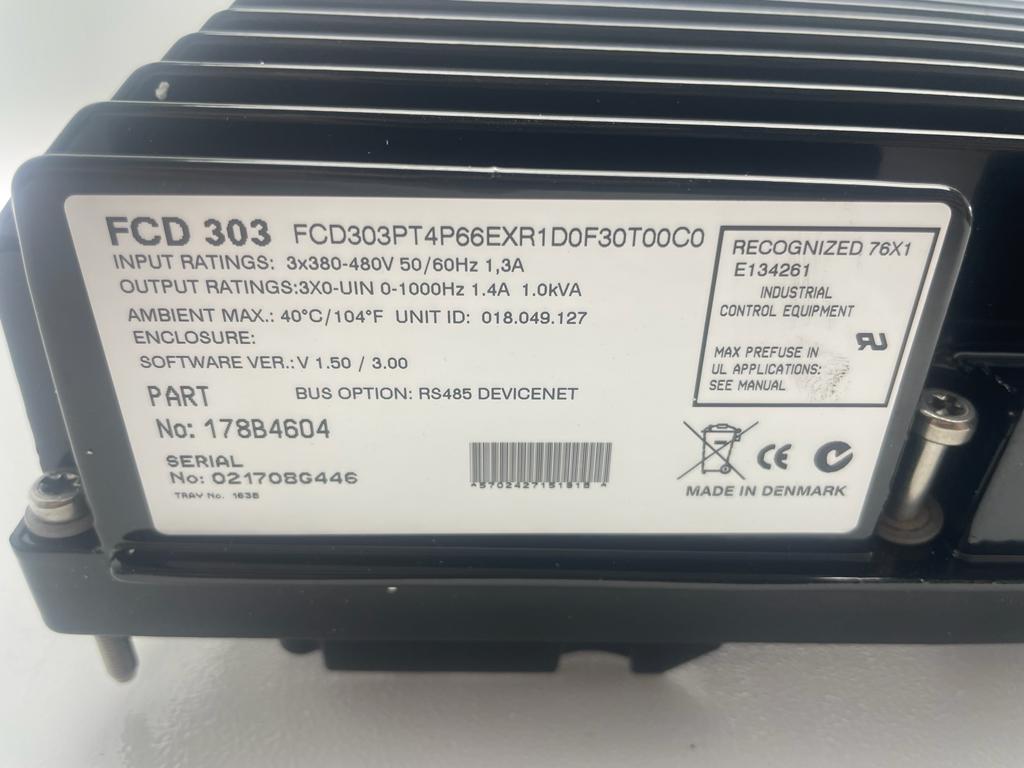 FCD 303 FCD303PT4P66EXR1D0F30T00C0
INPUT RATINGS: 3x380-480V 50/60Hz 1,3A
OUTPUT RATINGS:3X0-UIN 0-1000Hz 1.4A 1.0kVA
AMBIENT MAX.: 40°C/104°F UNIT ID: 018.049.127
ENCLOSURE:
SOFTWARE VER.: V 1.50 / 3.00
PART
No: 178B4604
BUS OPTION: RS485 DEVICENET
SERIAL
No: 021708G446
TRAY No. 163B
RECOGNIZED 76X1
E134261
INDUSTRIAL
CONTROL EQUIPMENT
MAX PREFUSE IN
UL APPLICATIONS:
SEE MANUAL
CE
MADE IN DENMARK